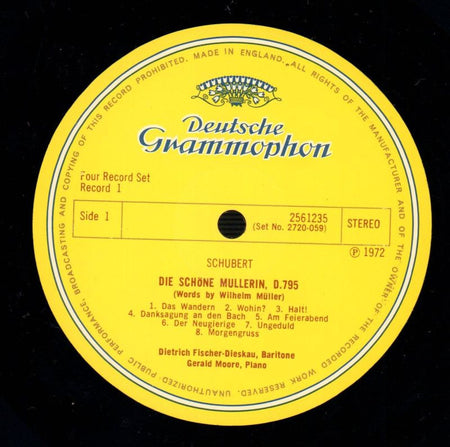 BROADCASTING AND COPYING OF THIS RECORD PROHIBITED. MADE IN ENGLAND. ALL RIGHTS OF THE MANUFACTURER AND OF THE OWNER OF THE RECORDED WORK RESERVED. UNAUTHORIZED PUBLIC PERFORMANCE,
Deutsche
Grammophon
Four Record Set
Record 1
Side 1
2561235
(Set No. 2720-059)
STEREO
Ⓟ 1972
SCHUBERT
DIE SCHÖNE MULLERIN, D.795
(Words by Wilhelm Müller)
1. Das Wandern 2. Wohin? 3. Halt!
4. Danksagung an den Bach 5. Am Feierabend
6. Der Neugierige 7. Ungeduld
8. Morgengruss
Dietrich Fischer-Dieskau, Baritone
Gerald Moore, Piano